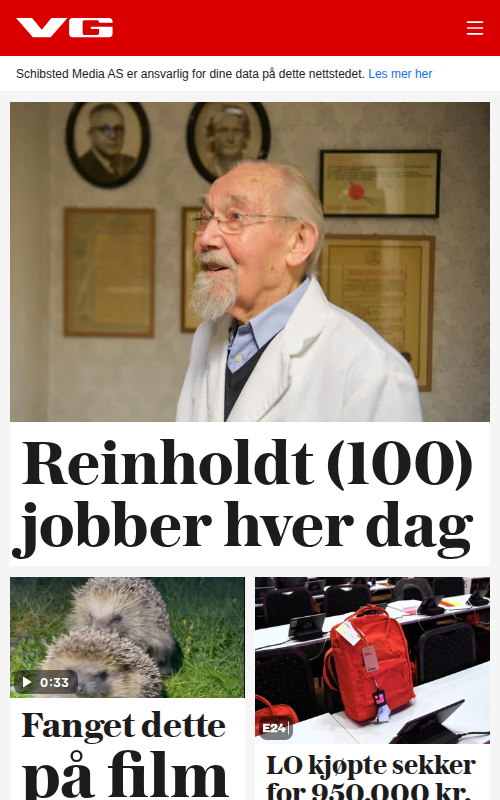 VG
Schibsted Media AS er ansvarlig for dine data på dette nettstedet. Les mer her
Reinholdt (100)
jobber hver dag
0:33
E24
Fanget dette
på film
LO kjøpte sekker
for 950.000 kr.